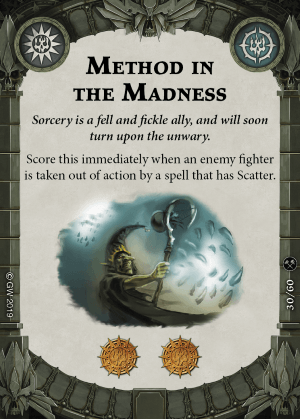 METHOD IN
THE MADNESS
Sorcery is a fell and fickle ally, and will soon
turn upon the unwary.
Score this immediately when an enemy fighter
is taken out of action by a spell that has Scatter.
© GW 2019
30/60